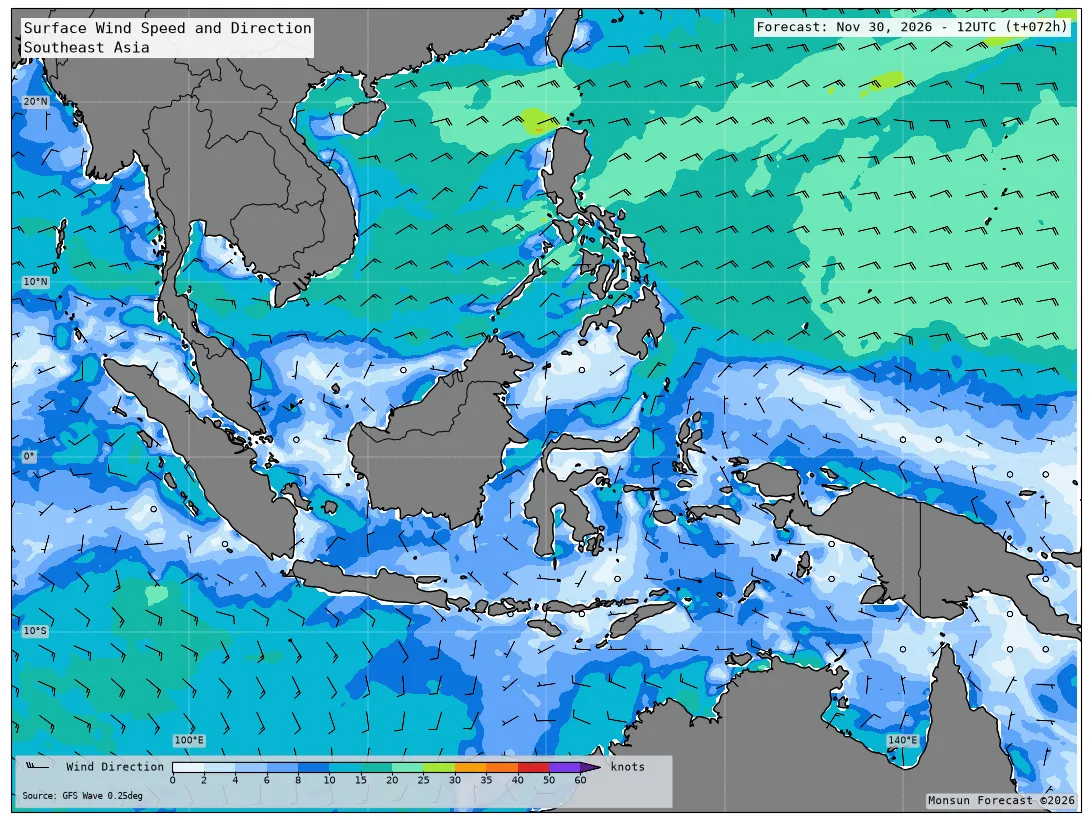 Surface Wind Speed and Direction
Southeast Asia
Forecast: Nov 30, 2026 - 12UTC (t+072h)
20°N
10°N
0°
10°S
100°E
140°E
Wind Direction
knots
0 2 4 6 8 10 15 20 25 30 35 40 50 60
Source: GFS Wave 0.25deg
Monsun Forecast ©2026